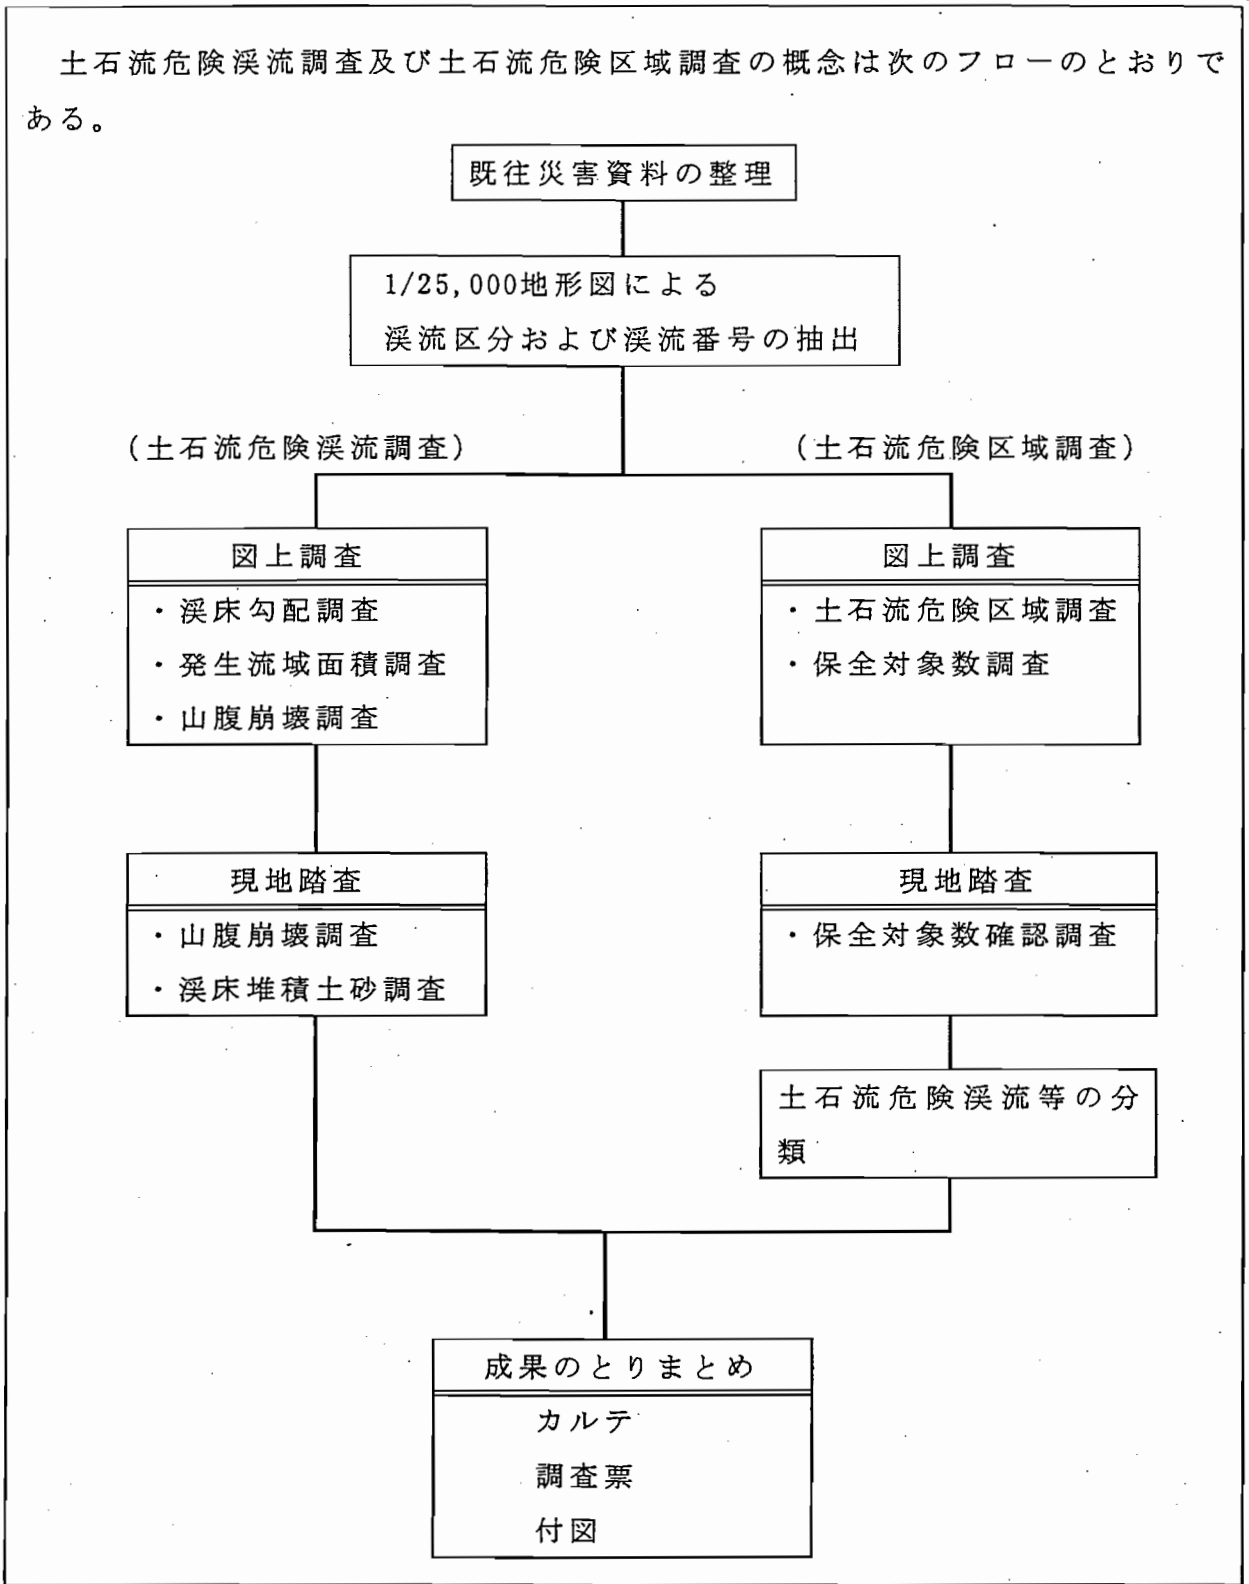 土石流危険渓流調査及び土石流危険区域調査の概念は次のフローのとおりで
ある。
既往災害資料の整理
1/25,000地形図による
渓流区分および渓流番号の抽出
(土石流危険渓流調査)
(土石流危険区域調査)
図上調査
・渓床勾配調査
・発生流域面積調査
・山腹崩壊調査
図上調査
・土石流危険区域調査
・保全対象数調査
現地踏査
・山腹崩壊調査
・渓床堆積土砂調査
現地踏査
・保全対象数確認調査
土石流危険渓流等の分
類
成果のとりまとめ
カルテ
調査票
付図